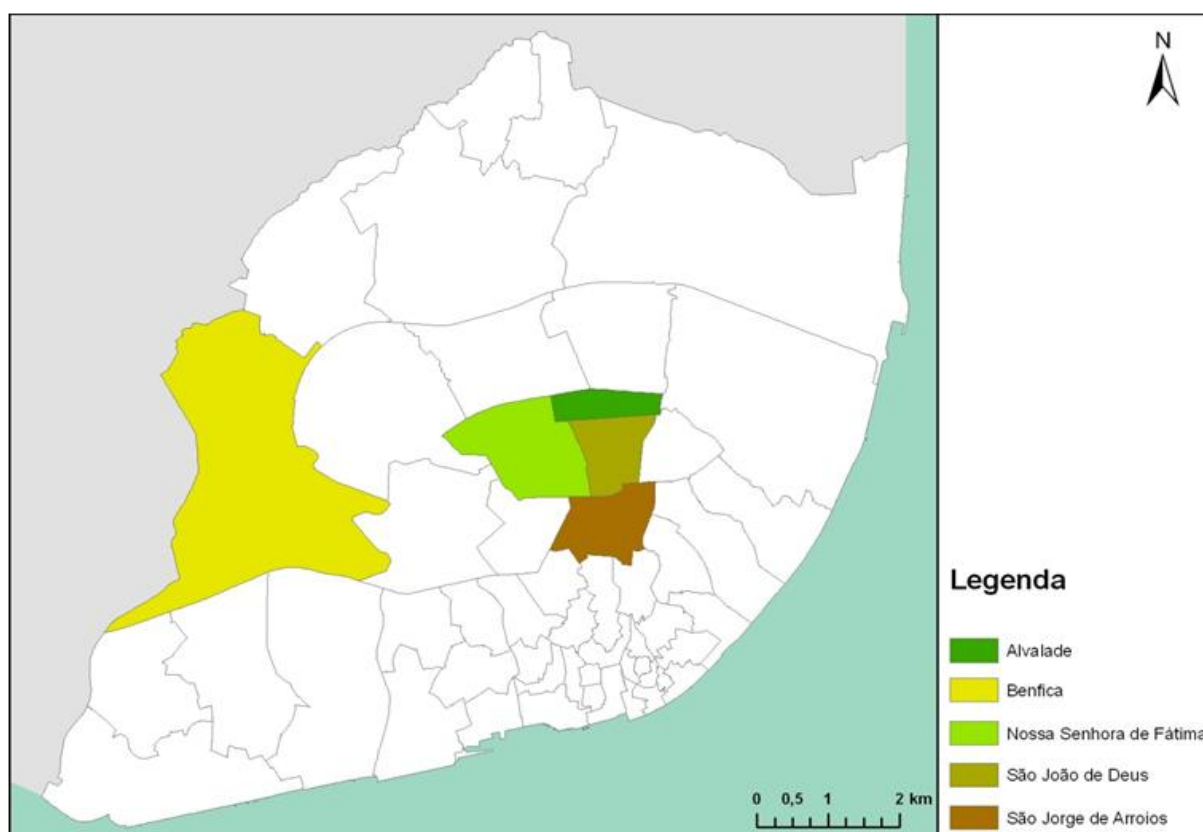 N
0 0,5 1 2 km
Legenda
Alvalade
Benfica
Nossa Senhora de Fátima
São João de Deus
São Jorge de Arroios